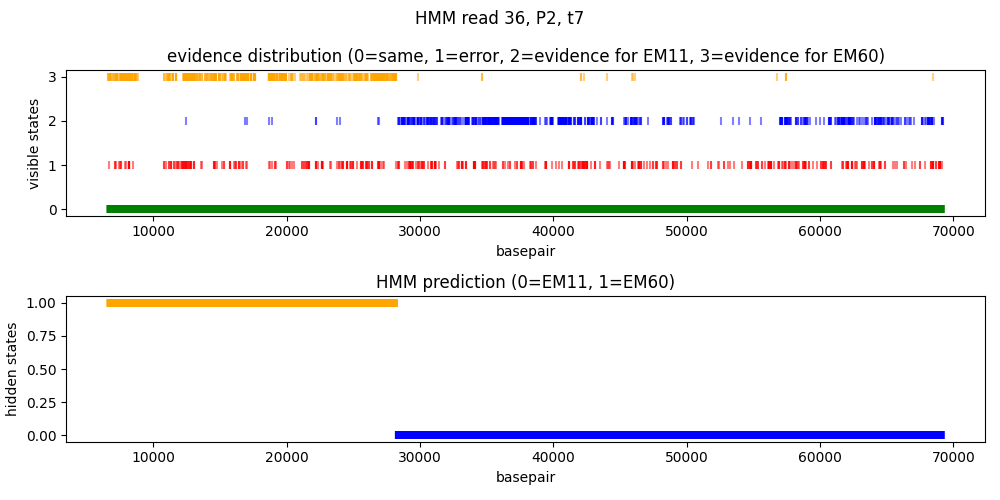 HMM read 36, P2, t7
evidence distribution (0=same, 1=error, 2=evidence for EM11, 3=evidence for EM60)
visible states
3
2
1
0
10000 20000 30000 40000 50000 60000 70000
basepair
HMM prediction (0=EM11, 1=EM60)
hidden states
1.00
0.75
0.50
0.25
0.00
10000 20000 30000 40000 50000 60000 70000
basepair